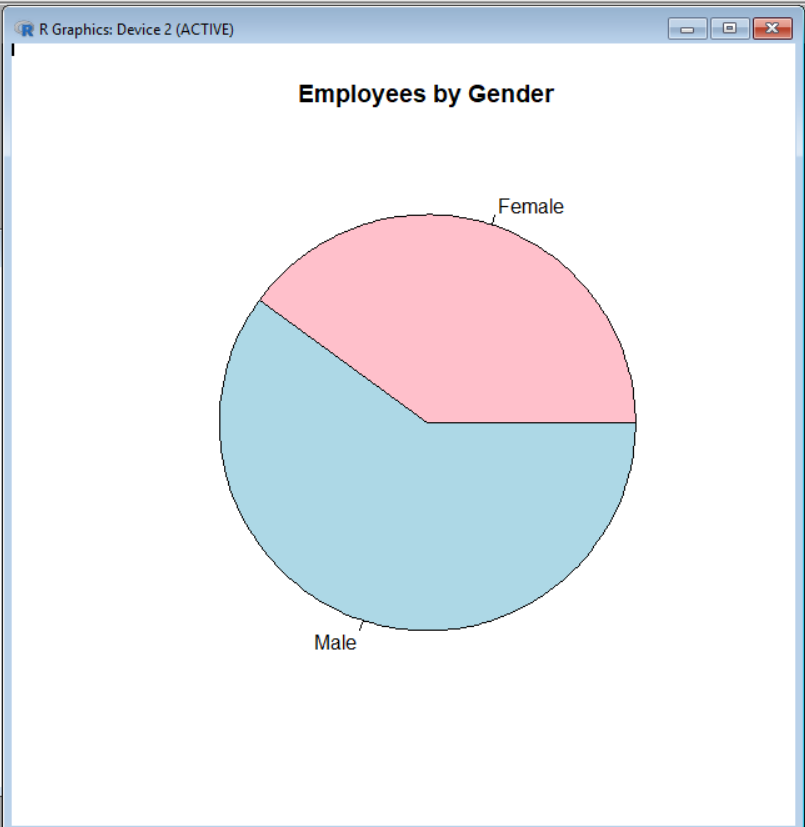 R Graphics: Device 2 (ACTIVE)
Employees by Gender
Female
Male